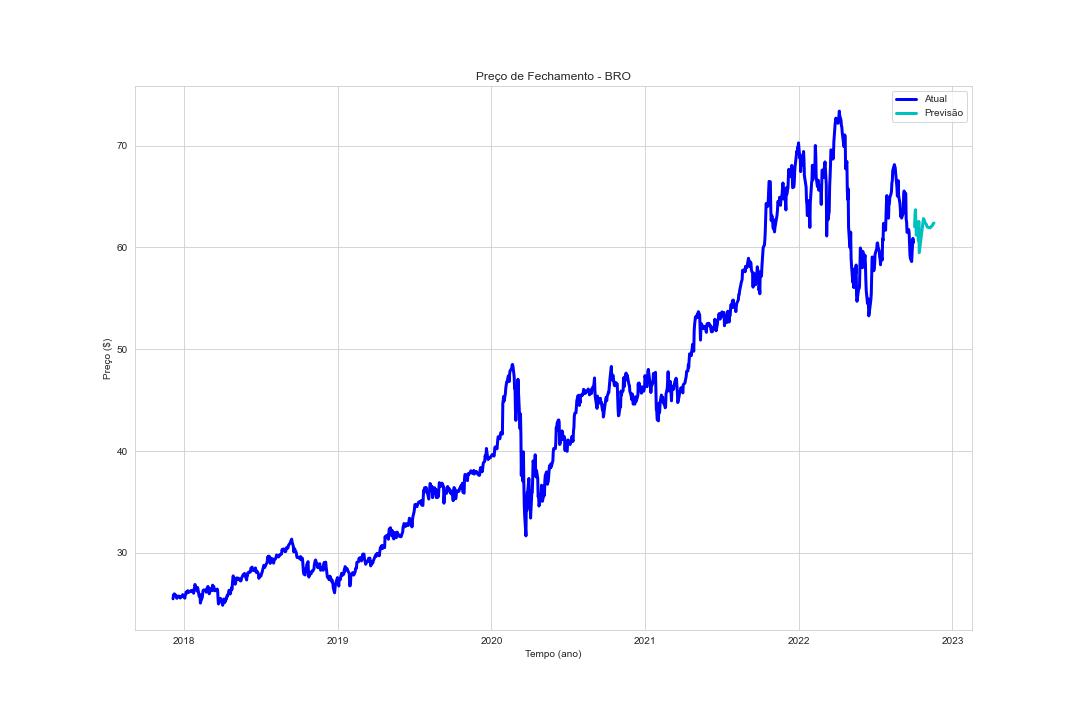 Preço de Fechamento - BRO
Atual
Previsão
70
60
50
40
30
Preço ($)
2018 2019 2020 2021 2022 2023
Tempo (ano)